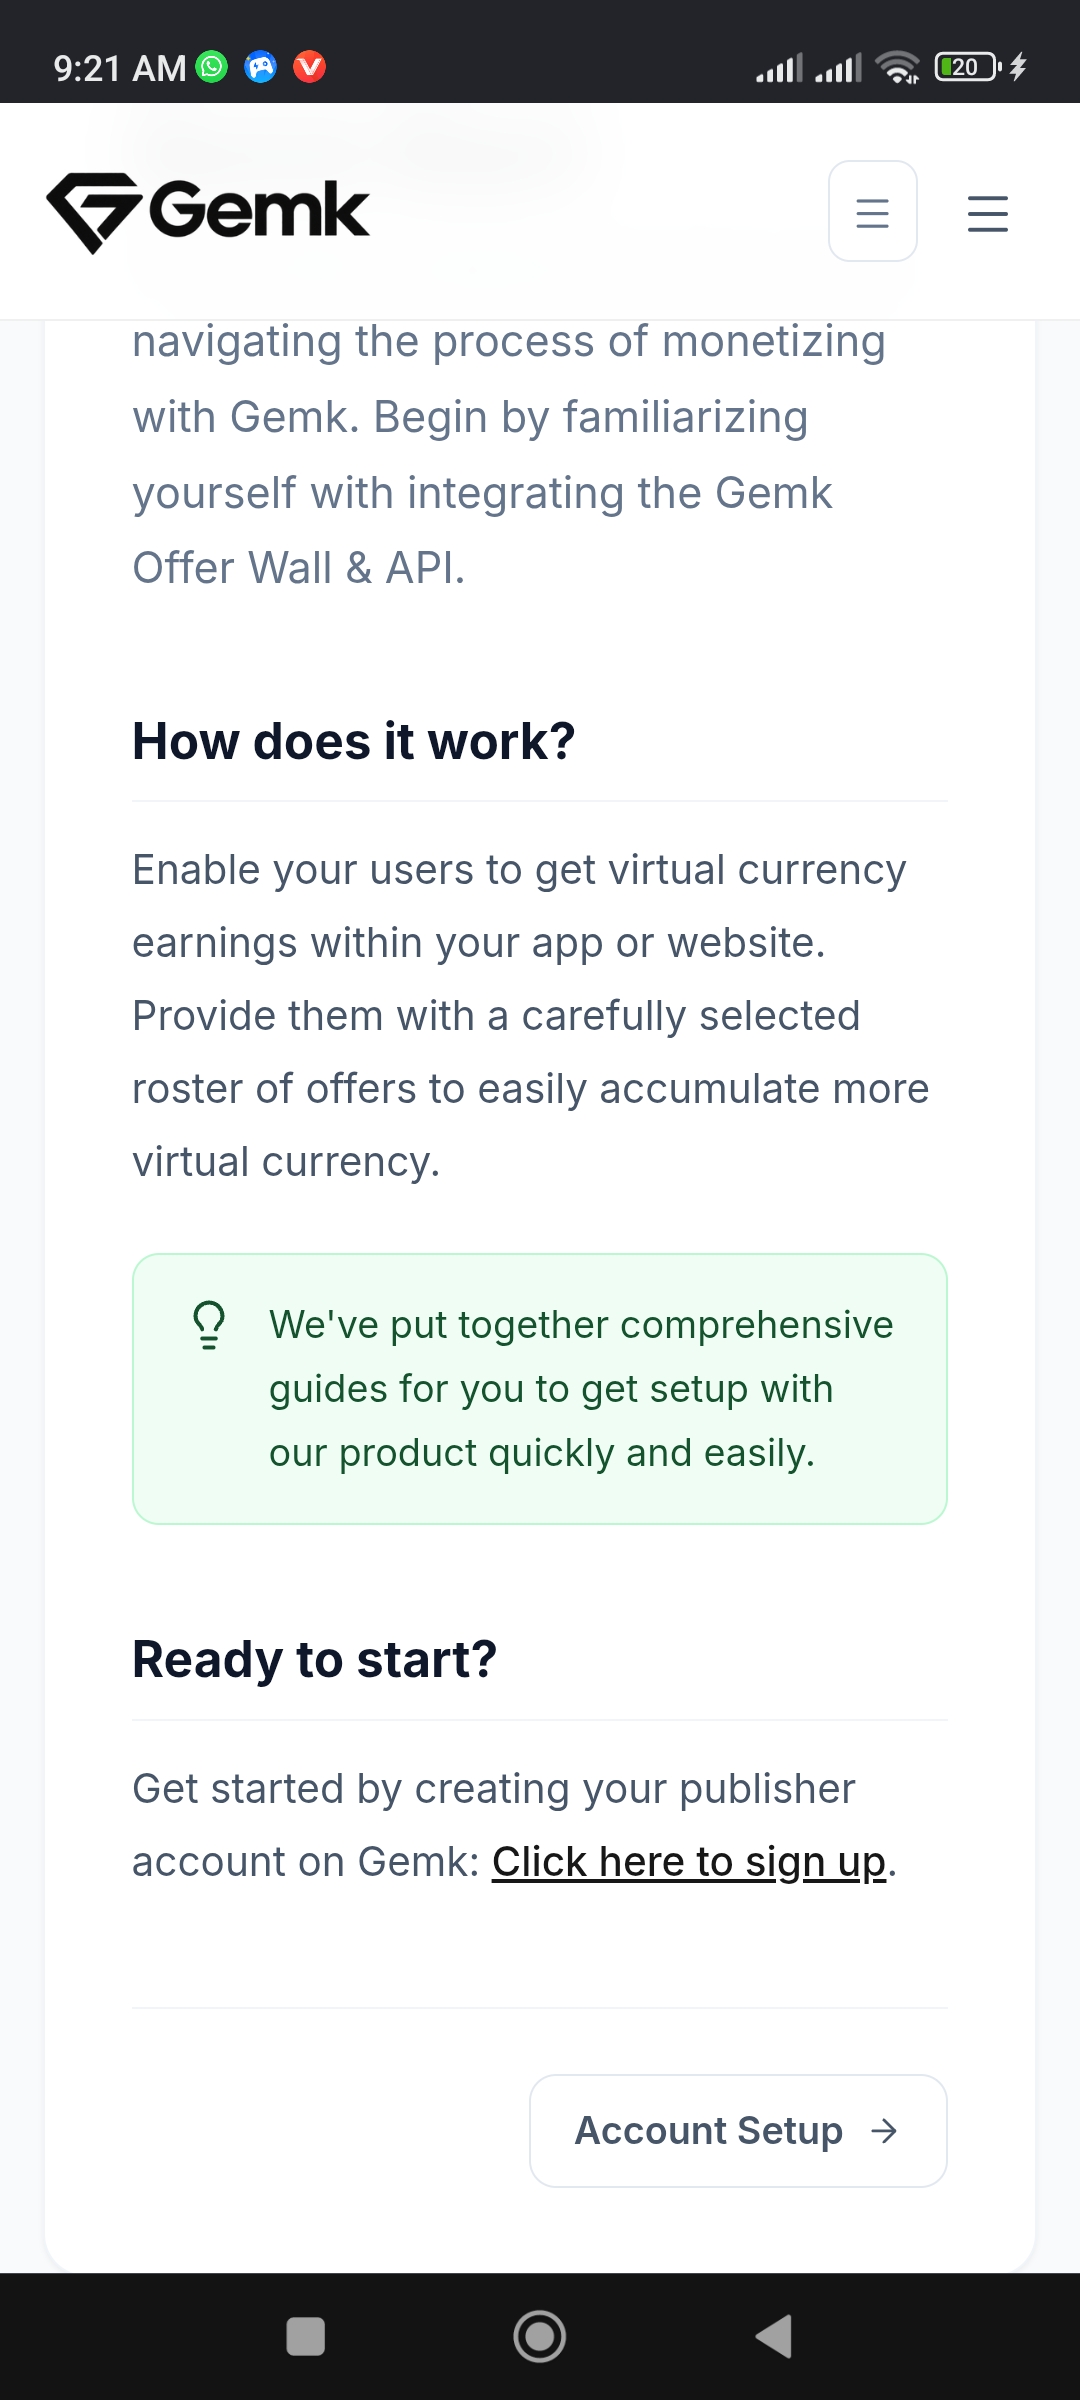 9:21 AM
20
Gemk
navigating the process of monetizing
with Gemk. Begin by familiarizing
yourself with integrating the Gemk
Offer Wall & API.
How does it work?
Enable your users to get virtual currency
earnings within your app or website.
Provide them with a carefully selected
roster of offers to easily accumulate more
virtual currency.
We've put together comprehensive
guides for you to get setup with
our product quickly and easily.
Ready to start?
Get started by creating your publisher
account on Gemk: Click here to sign up.
Account Setup